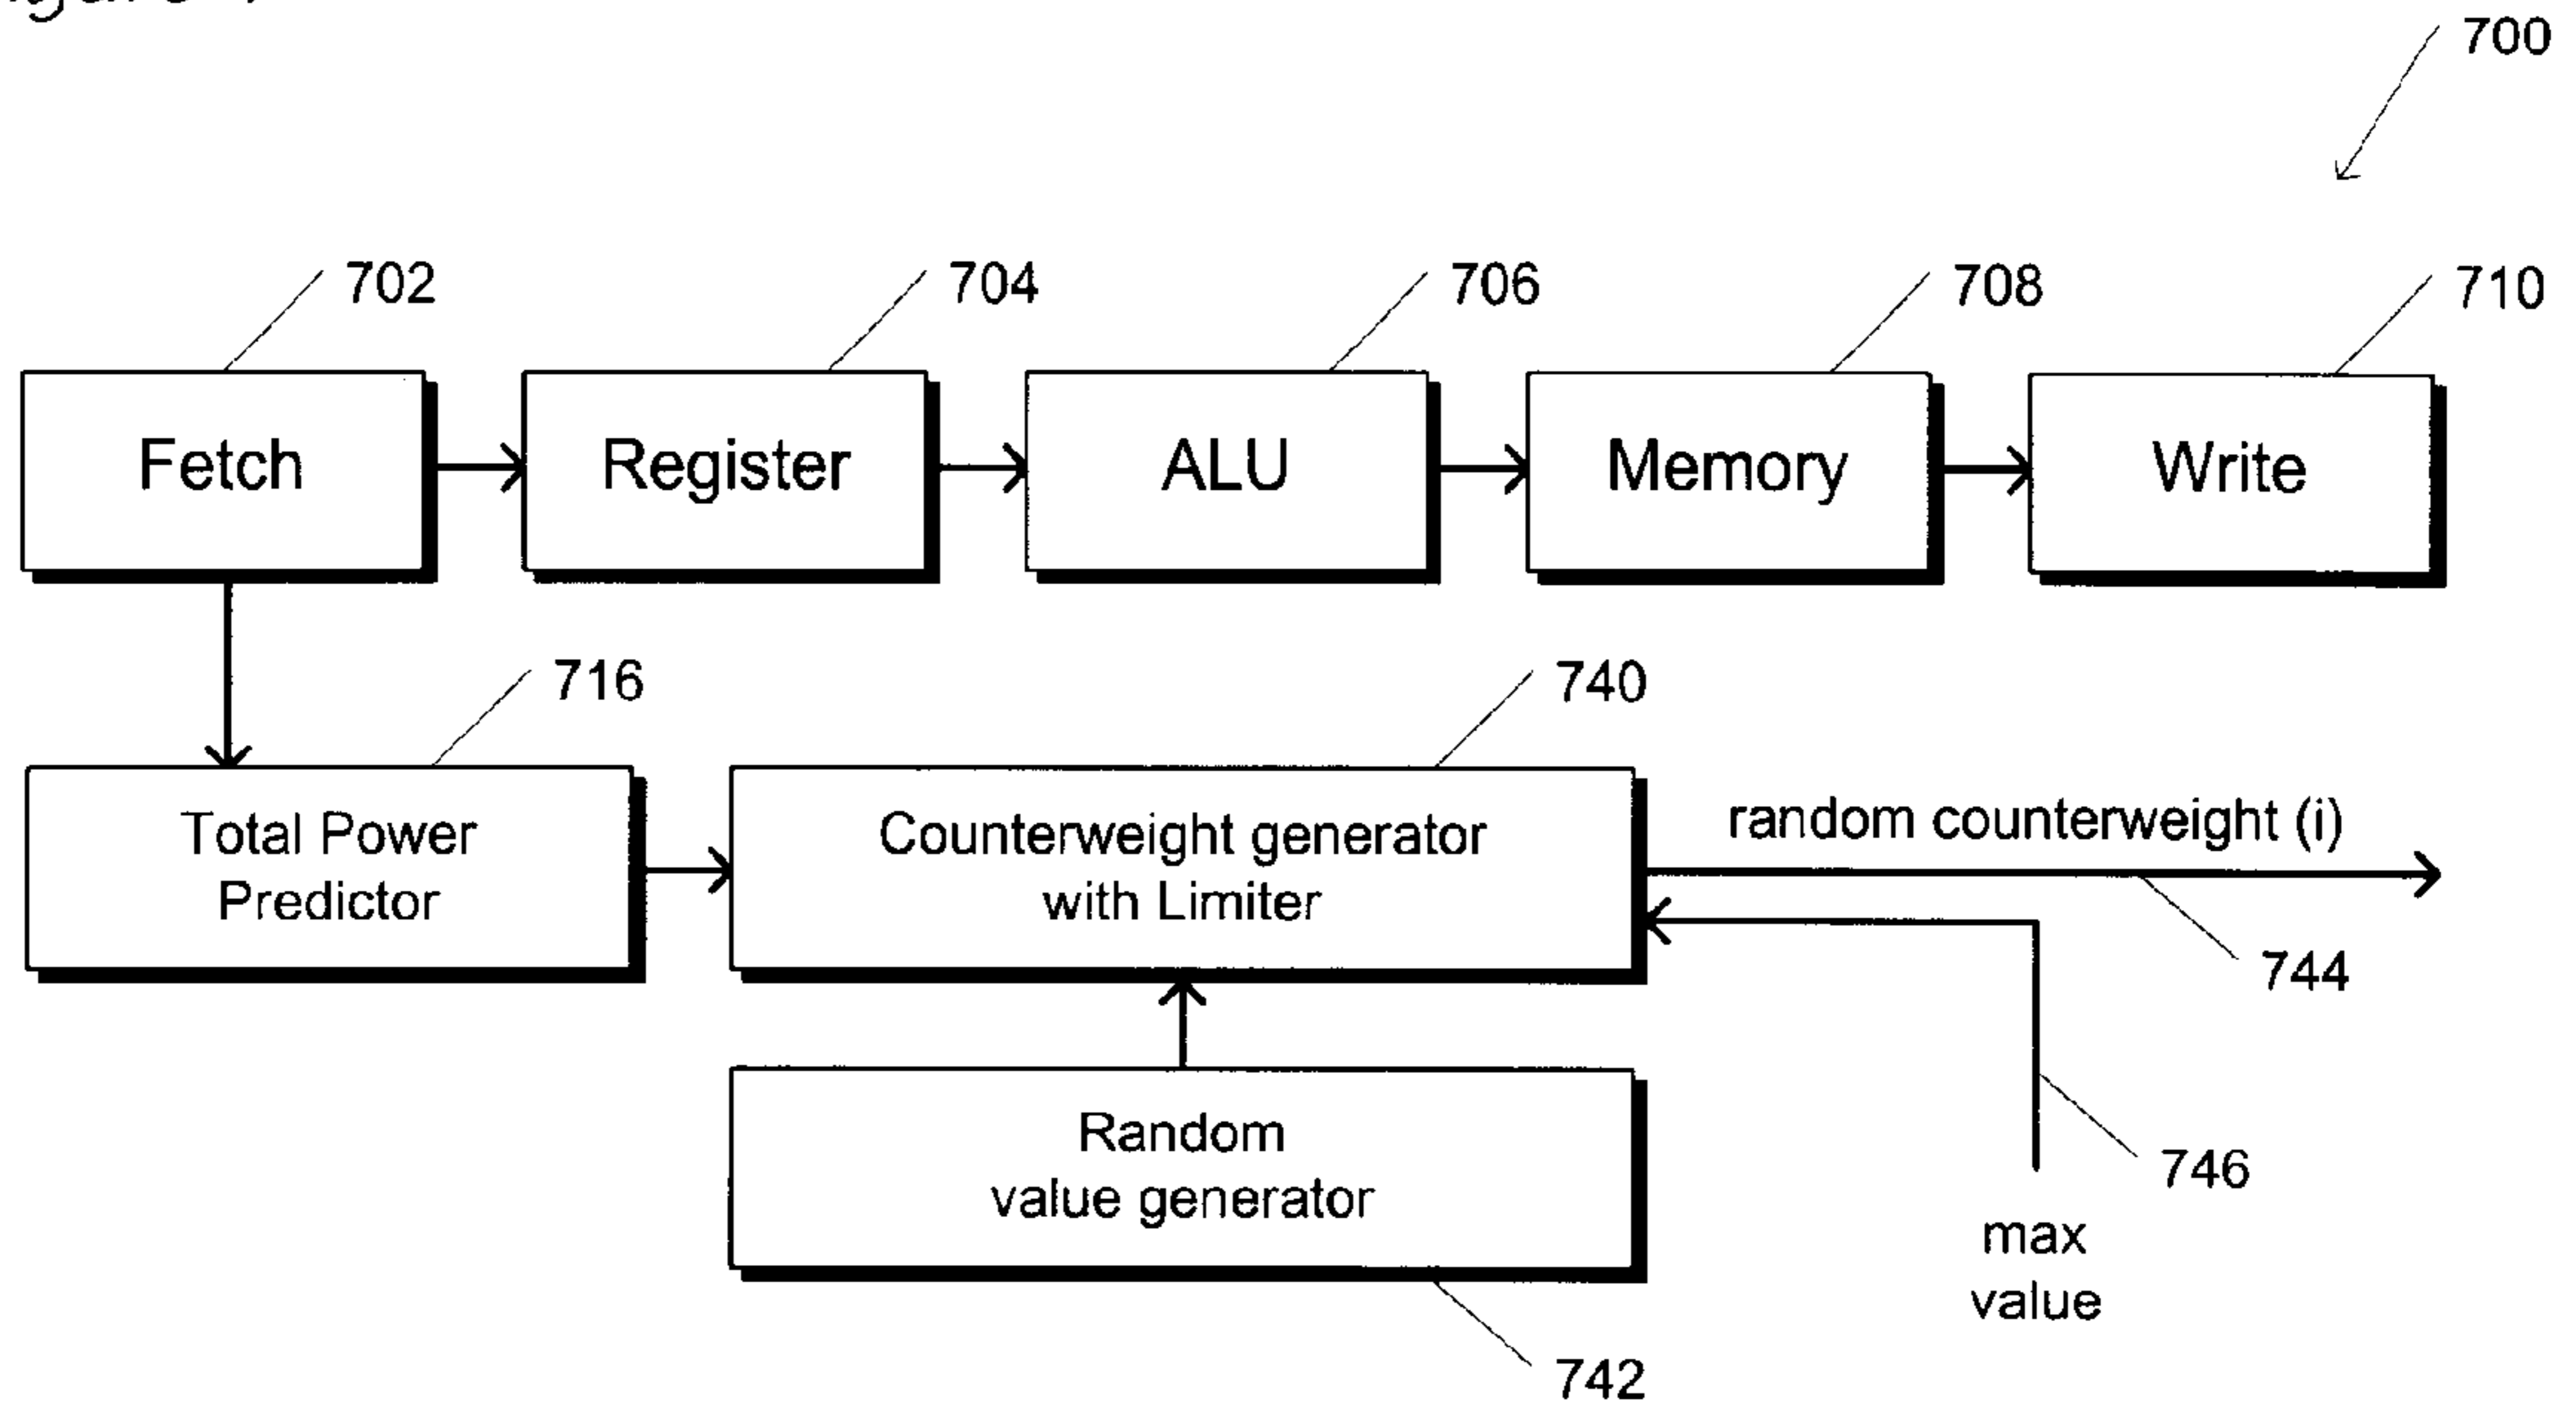 700
702
704
706
708
710
Fetch
Register
ALU
Memory
Write
716
740
Total Power
Predictor
Counterweight generator
with Limiter
random counterweight (i)
744
Random
value generator
746
max
value
742